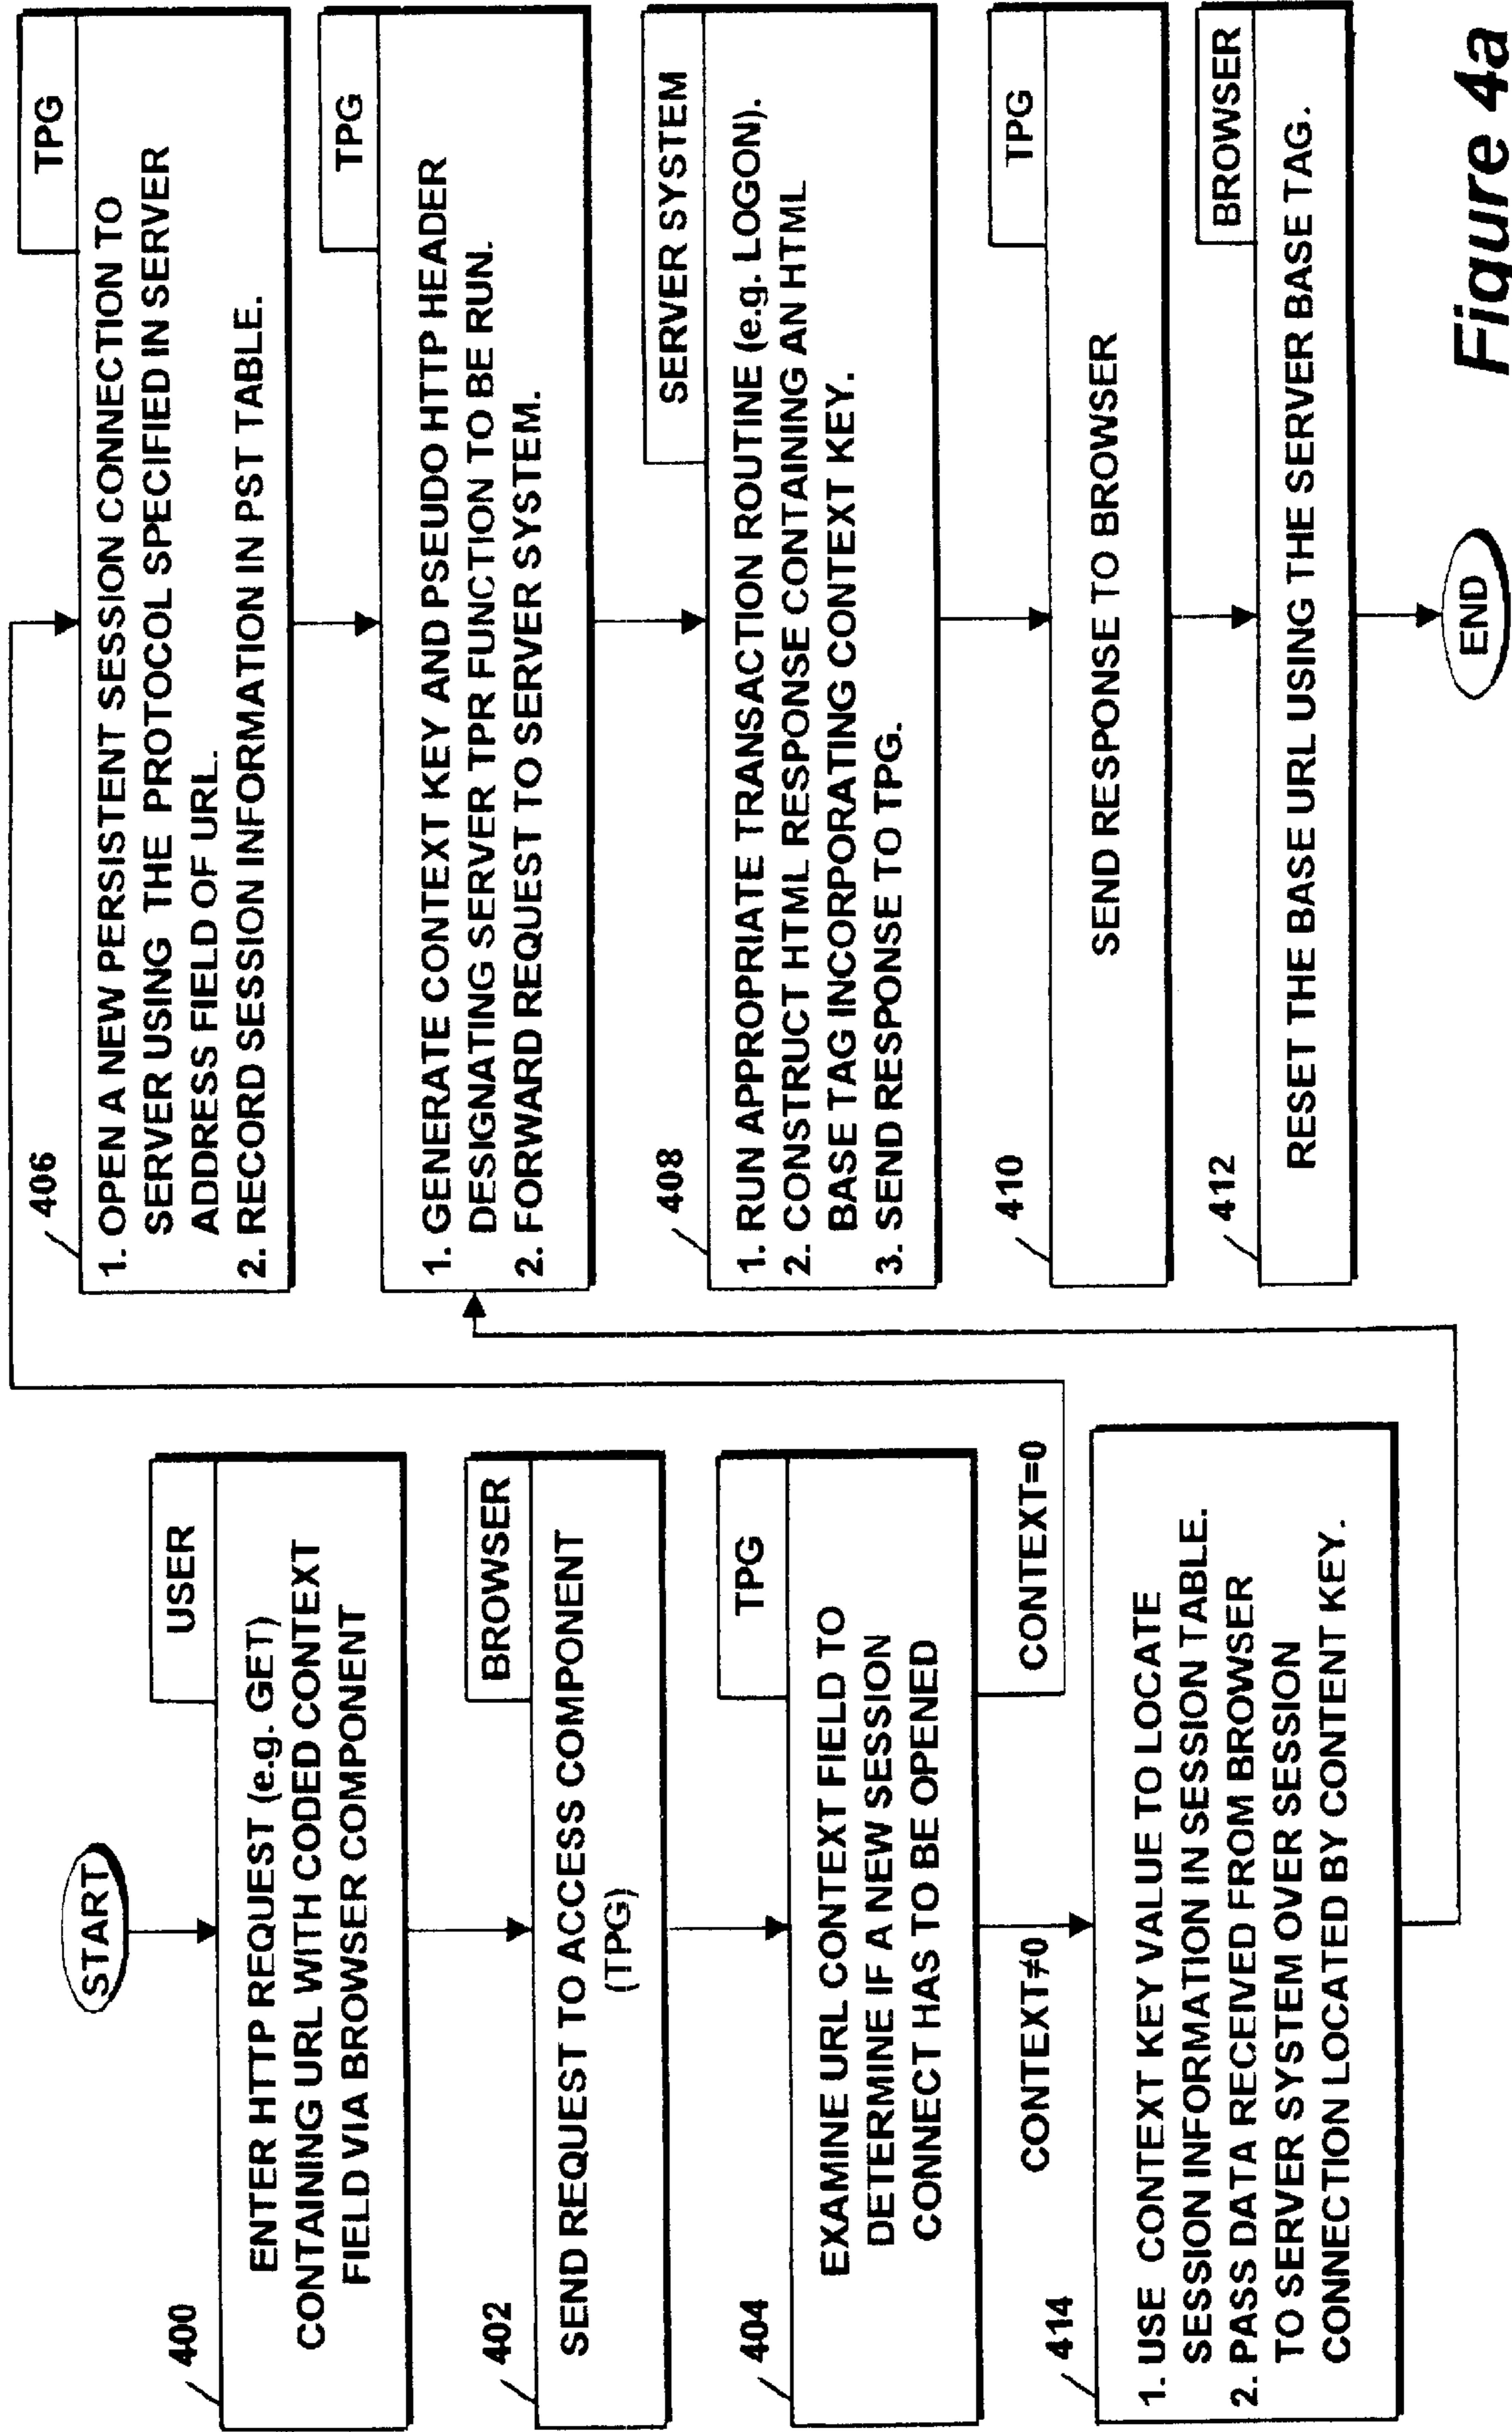 START
400
USER
ENTER HTTP REQUEST (e.g. GET)
CONTAINING URL WITH CODED CONTEXT
FIELD VIA BROWSER COMPONENT
402
BROWSER
SEND REQUEST TO ACCESS COMPONENT
(TPG)
404
TPG
EXAMINE URL CONTEXT FIELD TO
DETERMINE IF A NEW SESSION
CONNECT HAS TO BE OPENED
CONTEXT≠0
CONTEXT=0
414
1. USE CONTEXT KEY VALUE TO LOCATE
SESSION INFORMATION IN SESSION TABLE.
2. PASS DATA RECEIVED FROM BROWSER
TO SERVER SYSTEM OVER SESSION
CONNECTION LOCATED BY CONTENT KEY.
406
TPG
1. OPEN A NEW PERSISTENT SESSION CONNECTION TO
SERVER USING THE PROTOCOL SPECIFIED IN SERVER
ADDRESS FIELD OF URL.
2. RECORD SESSION INFORMATION IN PST TABLE.
TPG
1. GENERATE CONTEXT KEY AND PSEUDO HTTP HEADER
DESIGNATING SERVER TPR FUNCTION TO BE RUN.
2. FORWARD REQUEST TO SERVER SYSTEM.
408
SERVER SYSTEM
1. RUN APPROPRIATE TRANSACTION ROUTINE (e.g. LOGON).
2. CONSTRUCT HTML RESPONSE CONTAINING AN HTML
BASE TAG INCORPORATING CONTEXT KEY.
3. SEND RESPONSE TO TPG.
410
TPG
SEND RESPONSE TO BROWSER
412
BROWSER
RESET THE BASE URL USING THE SERVER BASE TAG.
END
Figure 4a